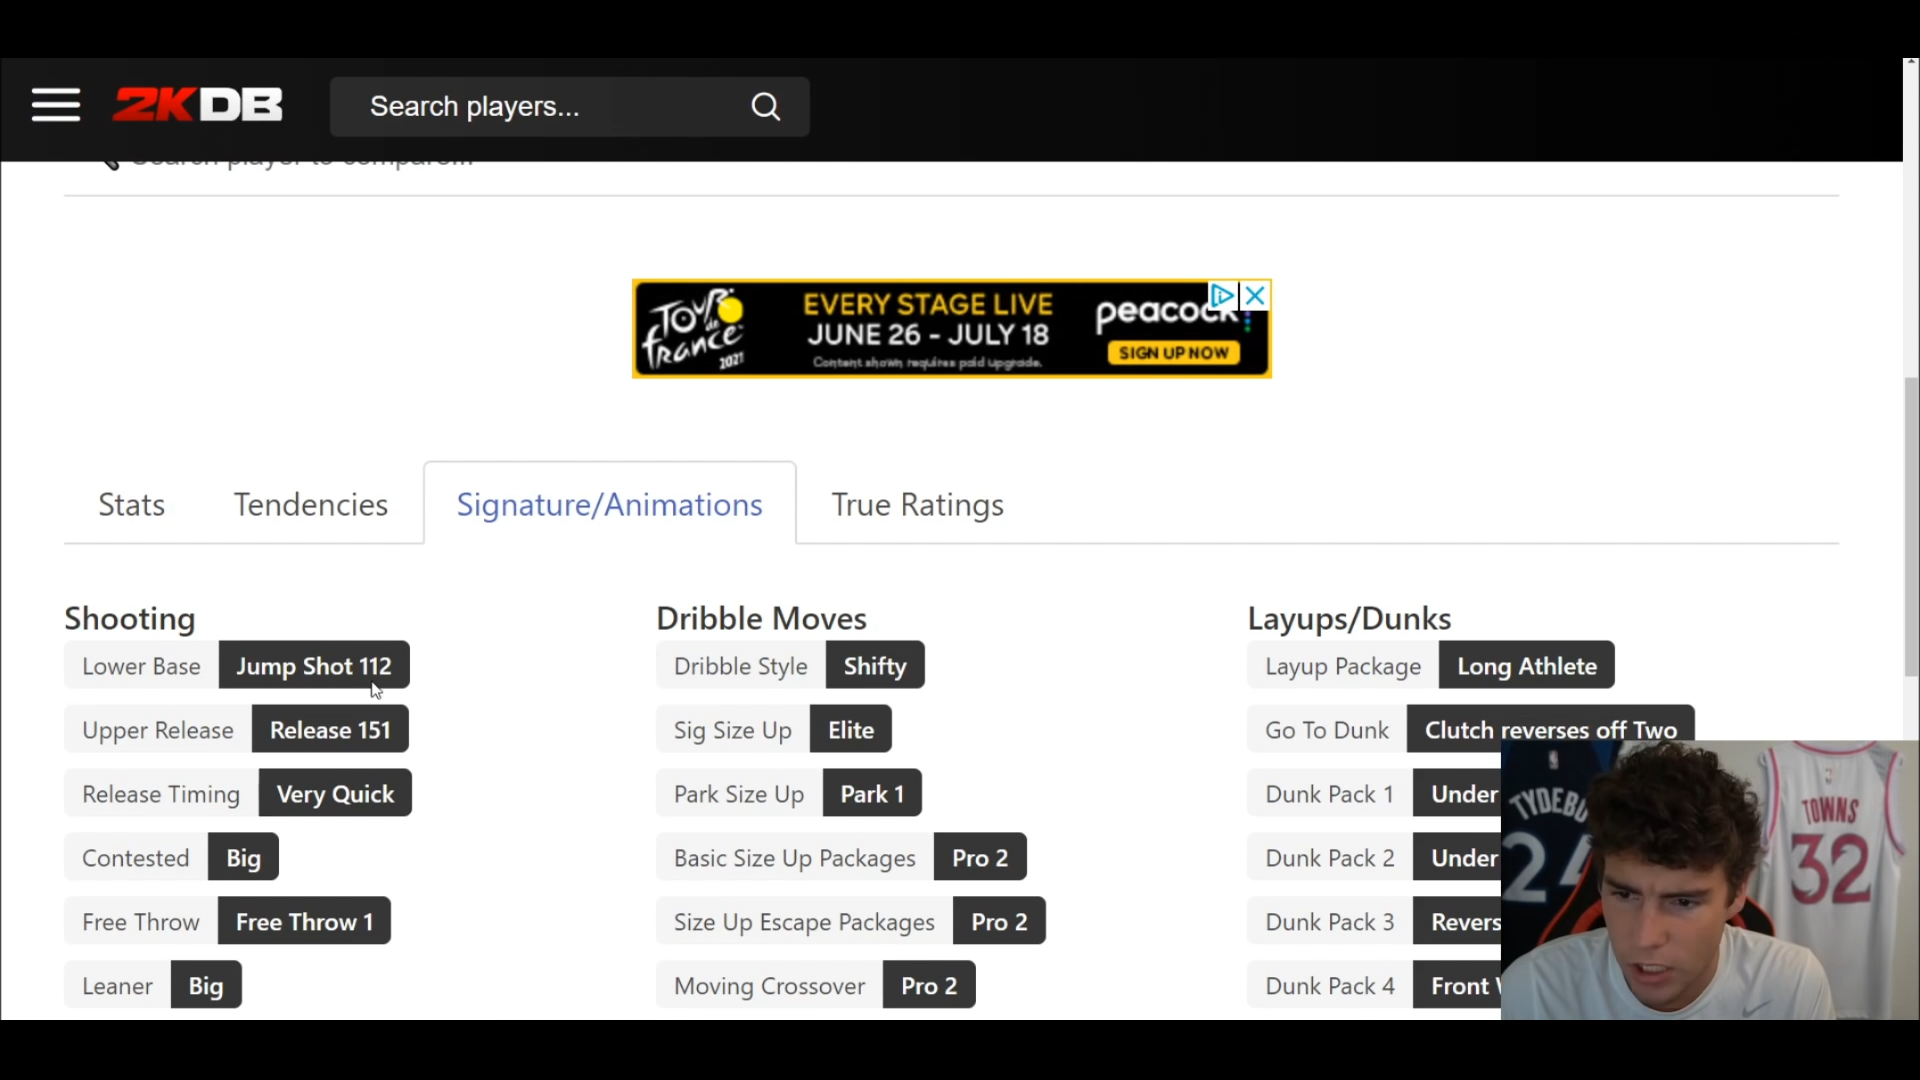 2KDB
Search players...
Search player to compare...
TOUR de france 2021
EVERY STAGE LIVE
JUNE 26 - JULY 18
Content shown requires paid upgrade.
peacock
SIGN UP NOW
Stats Tendencies Signature/Animations True Ratings
Shooting
Lower Base Jump Shot 112
Upper Release Release 151
Release Timing Very Quick
Contested Big
Free Throw Free Throw 1
Leaner Big
Dribble Moves
Dribble Style Shifty
Sig Size Up Elite
Park Size Up Park 1
Basic Size Up Packages Pro 2
Size Up Escape Packages Pro 2
Moving Crossover Pro 2
Layups/Dunks
Layup Package Long Athlete
Go To Dunk Clutch reverses off Two
Dunk Pack 1 Under
Dunk Pack 2 Under
Dunk Pack 3 Revers
Dunk Pack 4 Front
TYDEBO
24
TOWNS
32